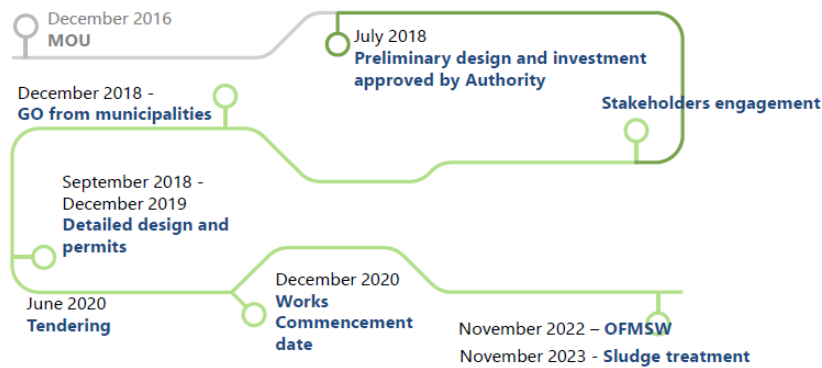 December 2016
MOU
July 2018
Preliminary design and investment
approved by Authority
Stakeholders engagement
December 2018 -
GO from municipalities
September 2018 -
December 2019
Detailed design and
permits
June 2020
Tendering
December 2020
Works
Commencement
date
November 2022 – OFMSW
November 2023 - Sludge treatment